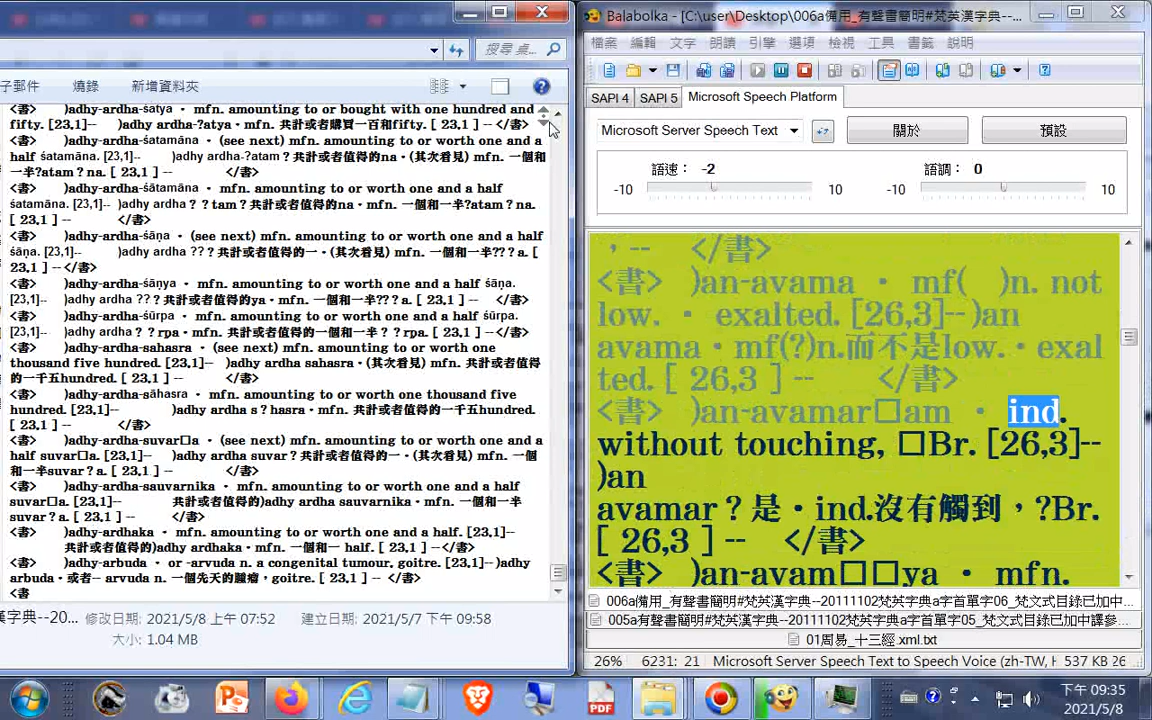 Balabolka - [C:\user\Desktop\006a備用_有聲書簡明#梵英漢字典--...
搜尋 桌...
檔案 編輯 文字 朗讀 引擎 選項 檢視 工具 書籤 說明
子郵件 燒錄 新增資料夾
SAPI 4 SAPI 5 Microsoft Speech Platform
Microsoft Server Speech Text 關於 預設
語速: -2 語調: 0
-10 10 -10 10
<書> )adhy-ardha-śatya‧mfn. amounting to or bought with one hundred and
fifty. [23,1]-- )adhy ardha-?atya‧mfn. 共計或者購買一百和fifty. [ 23,1 ] -- </書>
<書> )adhy-ardha-śatamāna‧(see next) mfn. amounting to or worth one and a
half śatamāna. [23,1]-- )adhy ardha-?atam ? 共計或者值得的na‧(其次看見) mfn. 一個和
一半?atam ? na. [ 23,1 ] -- </書>
<書> )adhy-ardha-śātamāna‧mfn. amounting to or worth one and a half
śatamāna. [23,1]-- )adhy ardha ? ? tam ? 共計或者值得的na‧mfn. 一個和一半?atam ? na.
[ 23,1 ] -- </書>
<書> )adhy-ardha-śāṇa‧(see next) mfn. amounting to or worth one and a half
śāṇa. [23,1]-- )adhy ardha ??? 共計或者值得的一‧(其次看見) mfn. 一個和一半??? a. [
23,1 ] -- </書>
<書> )adhy-ardha-śāṇya‧mfn. amounting to or worth one and a half śāṇa.
[23,1]-- )adhy ardha ?? ? 共計或者值得的ya‧mfn. 一個和一半??? a. [ 23,1 ] -- </書>
<書> )adhy-ardha-śūrpa‧mfn. amounting to or worth one and a half śūrpa.
[23,1]-- )adhy ardha ? ? rpa‧mfn. 共計或者值得的一個和一半 ? ? rpa. [ 23,1 ] -- </書>
<書> )adhy-ardha-sahasra‧(see next) mfn. amounting to or worth one
thousand five hundred. [23,1]-- )adhy ardha sahasra‧(其次看見) mfn. 共計或者值得
的一千五hundred. [ 23,1 ] -- </書>
<書> )adhy-ardha-sāhasra‧mfn. amounting to or worth one thousand five
hundred. [23,1]-- )adhy ardha s ? hasra‧mfn. 共計或者值得的一千五hundred.
[ 23,1 ] -- </書>
<書> )adhy-ardha-suvar□a‧(see next) mfn. amounting to or worth one and a
half suvar□a. [23,1]-- )adhy ardha suvar ? 共計或者值得的一‧(其次看見) mfn. 一個
和一半suvar ? a. [ 23,1 ] -- </書>
<書> )adhy-ardha-sauvarnika‧mfn. amounting to or worth one and a half
suvar□a. [23,1]-- 共計或者值得的)adhy ardha sauvarnika‧mfn. 一個和一半
suvar ? a. [ 23,1 ] -- </書>
<書> )adhy-ardhaka‧mfn. amounting to or worth one and a half. [23,1]--
共計或者值得的)adhy ardhaka‧mfn. 一個和一 half. [ 23,1 ] -- </書>
<書> )adhy-arbuda‧or -arvuda n. a congenital tumour, goitre. [23,1]-- )adhy
arbuda‧或者-- arvuda n. 一個先天的腫瘤,goitre. [ 23,1 ] -- </書>
<書
,-- </書>
<書> )an-avama ‧ mf( )n. not
low. ‧ exalted. [26,3]-- )an
avama‧mf(?)n.而不是low.‧exal
ted. [ 26,3 ] -- </書>
<書> )an-avamar□am ‧ ind.
without touching, □Br. [26,3]--
)an
avamar ? 是‧ind.沒有觸到,?Br.
[ 26,3 ] -- </書>
<書> )an-avam□□ya ‧ mfn.
006a備用_有聲書簡明#梵英漢字典--20111102梵英字典a字首單字06_梵文式目錄已加中...
005a有聲書簡明#梵英漢字典--20111102梵英字典a字首單字05_梵文式目錄已加中譯參...
01周易_十三經.xml.txt
漢字典--20... 修改日期: 2021/5/8 上午 07:52 建立日期: 2021/5/7 下午 09:58
大小: 1.04 MB
26% 6231: 21 Microsoft Server Speech Text to Speech Voice (zh-TW, H 537 KB 26
PDF
下午 09:35
2021/5/8